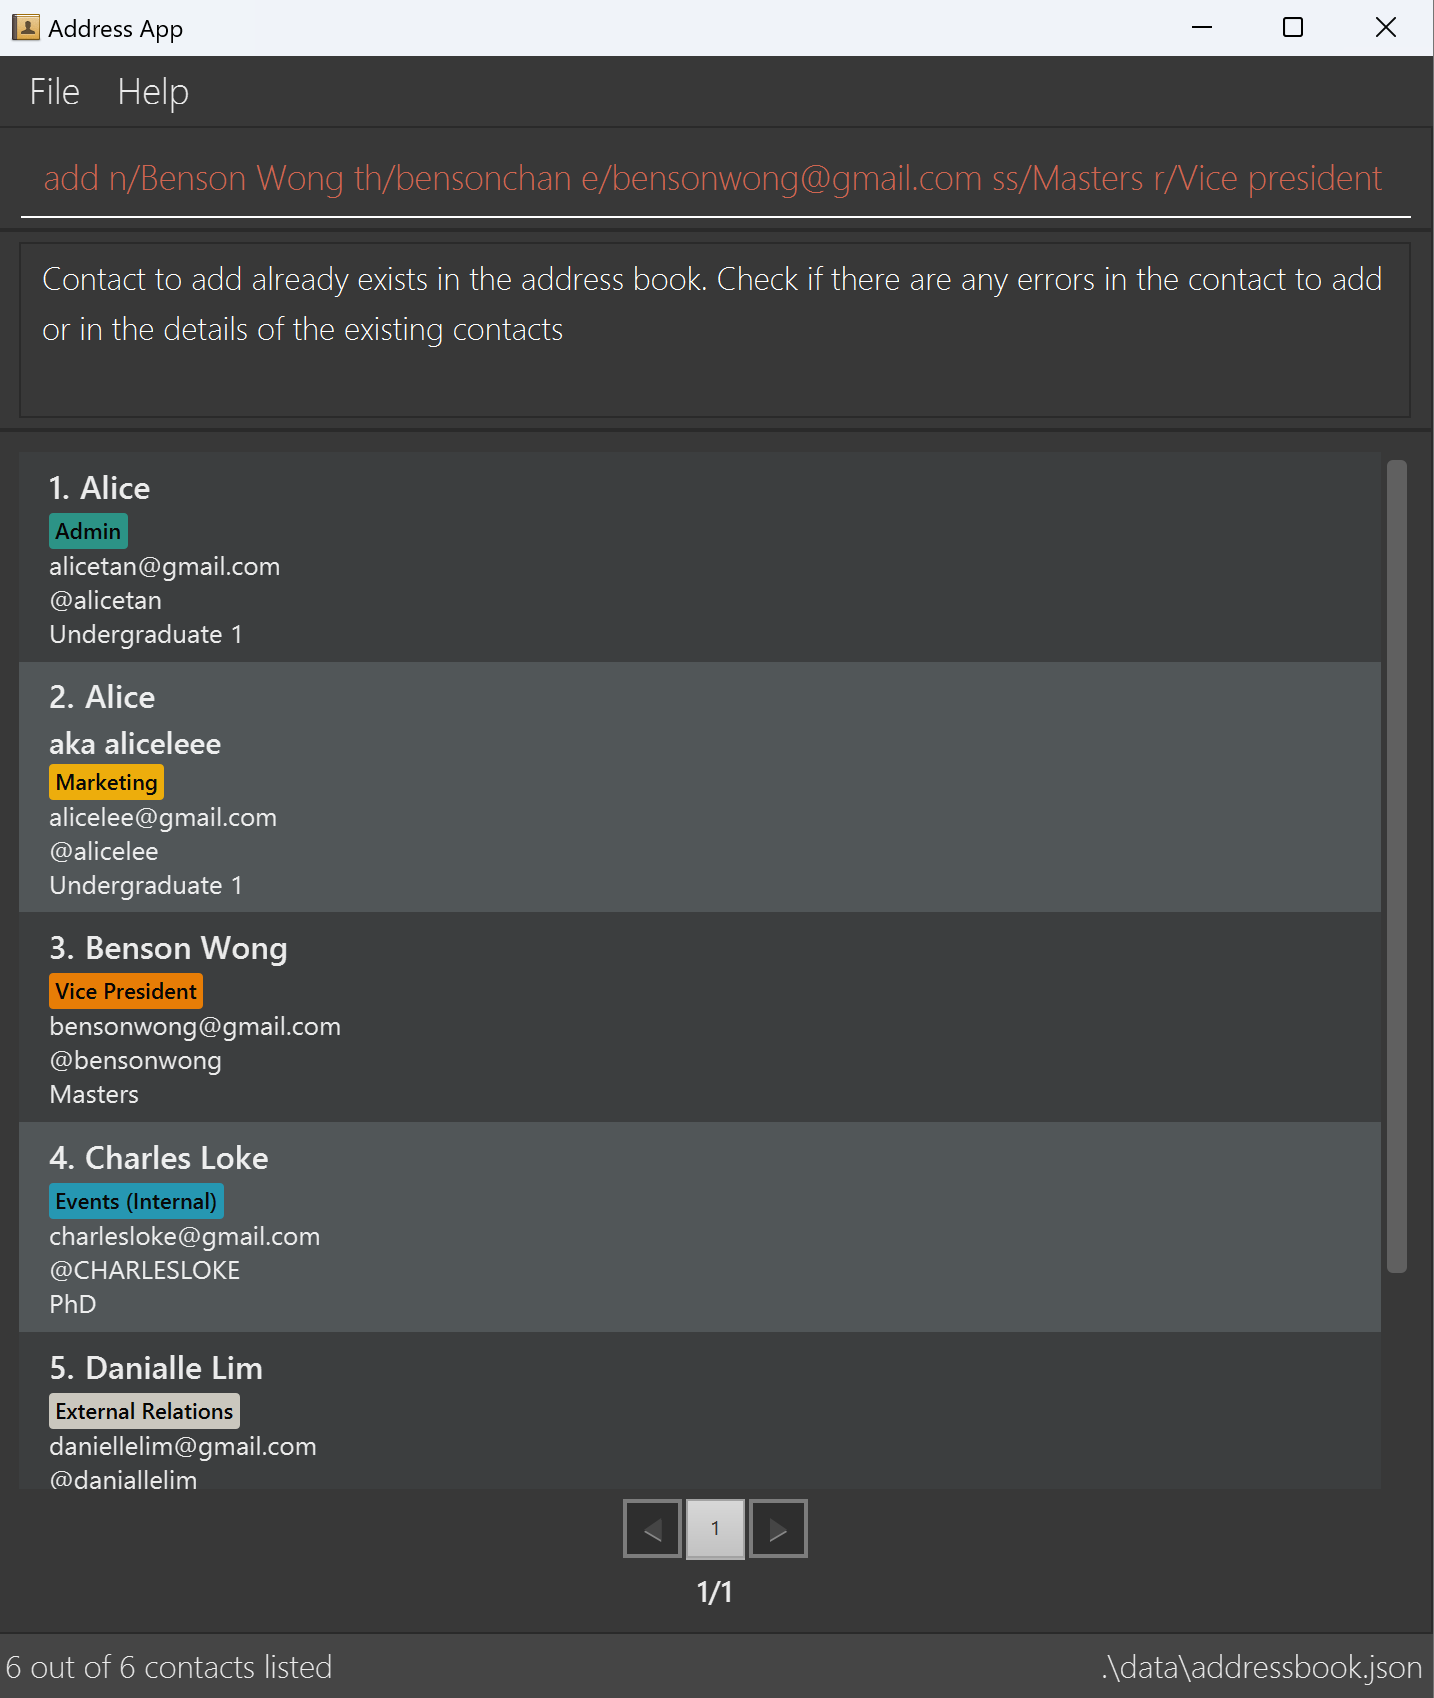 Address App
File Help
add n/Benson Wong th/bensonchan e/bensonwong@gmail.com ss/Masters r/Vice president
Contact to add already exists in the address book. Check if there are any errors in the contact to add
or in the details of the existing contacts
1. Alice
Admin
alicetan@gmail.com
@alicetan
Undergraduate 1
2. Alice
aka aliceleee
Marketing
alicelee@gmail.com
@alicelee
Undergraduate 1
3. Benson Wong
Vice President
bensonwong@gmail.com
@bensonwong
Masters
4. Charles Loke
Events (Internal)
charlesloke@gmail.com
@CHARLESLOKE
PhD
5. Danialle Lim
External Relations
daniellelim@gmail.com
@daniallelim
1
1/1
6 out of 6 contacts listed
.\data\addressbook.json